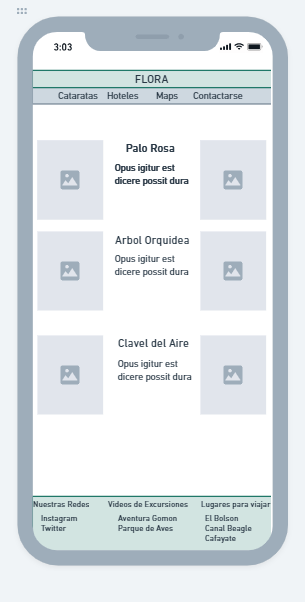 3:03
FLORA
Cataratas Hoteles Maps Contactarse
Palo Rosa
Opus igitur est
dicere possit dura
Arbol Orquidea
Opus igitur est
dicere possit dura
Clavel del Aire
Opus igitur est
dicere possit dura
Nuestras Redes Videos de Excursiones Lugares para viajar
Instagram Aventura Gomon El Bolson
Twitter Parque de Aves Canal Beagle
Cafayate